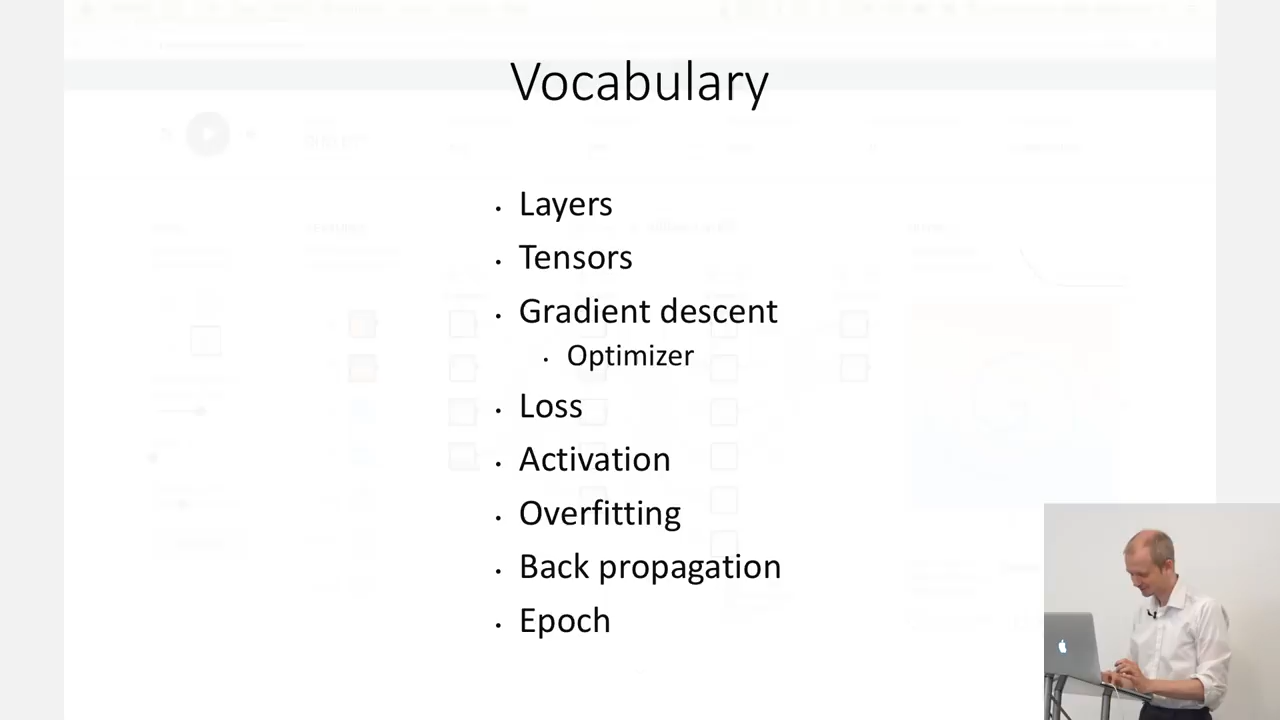 Vocabulary
• Layers
• Tensors
• Gradient descent
• Optimizer
• Loss
• Activation
• Overfitting
• Back propagation
• Epoch